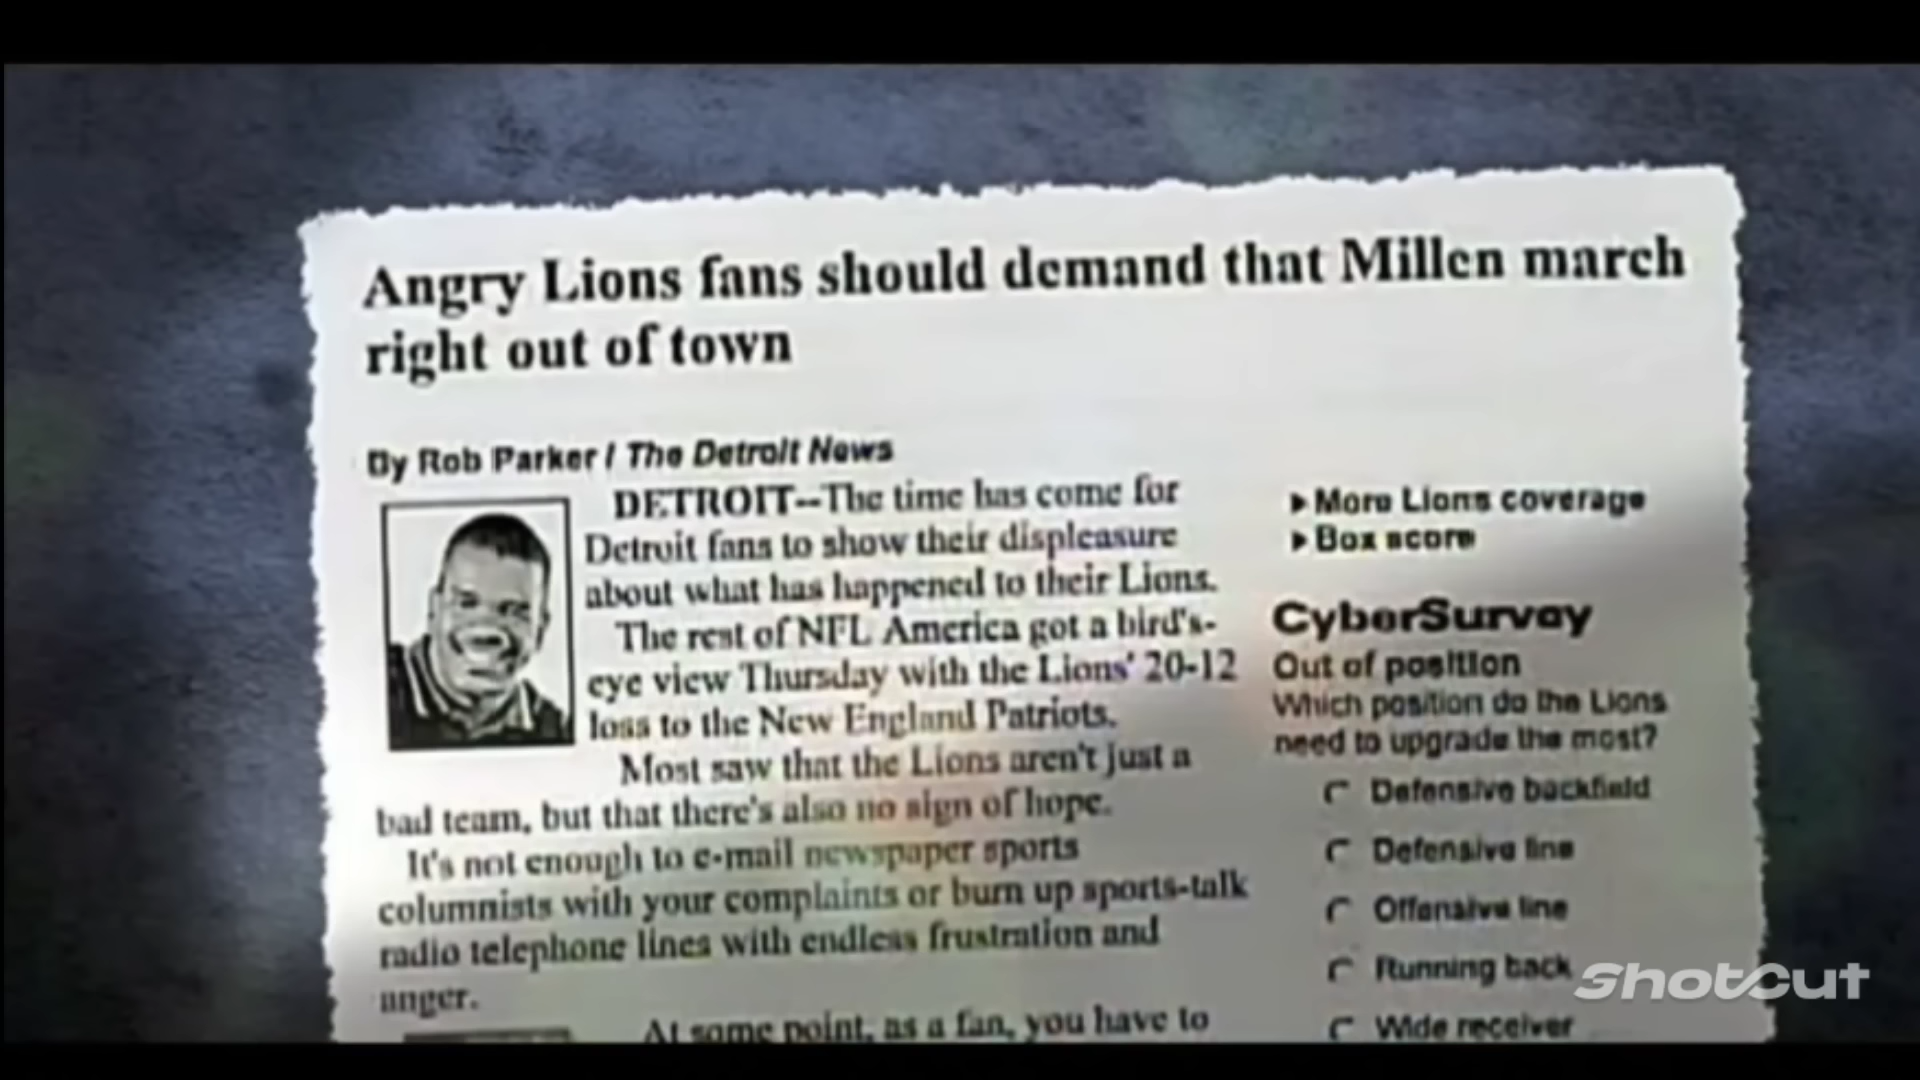 Angry Lions fans should demand that Millen march
right out of town
By Rob Parker / The Detroit News
DETROIT--The time has come for
Detroit fans to show their displeasure
about what has happened to their Lions.
The rest of NFL America got a bird's-
eye view Thursday with the Lions' 20-12
loss to the New England Patriots.
Most saw that the Lions aren't just a
bad team, but that there's also no sign of hope.
It's not enough to e-mail newspaper sports
columnists with your complaints or burn up sports-talk
radio telephone lines with endless frustration and
anger.
At some point, as a fan, you have to
More Lions coverage
Box score
CyberSurvey
Out of position
Which position do the Lions
need to upgrade the most?
Defensive backfield
Defensive line
Offensive line
Running back
Wide receiver
Shotcut